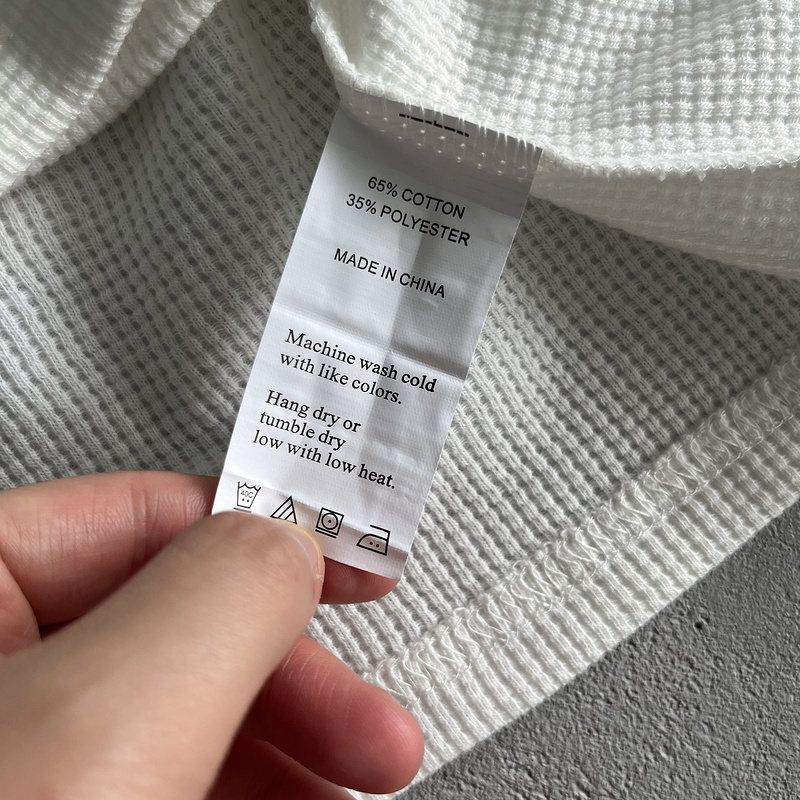 65% COTTON
35% POLYESTER
MADE IN CHINA
Machine wash cold
with like colors.
Hang dry or
tumble dry
low with low heat.
40C